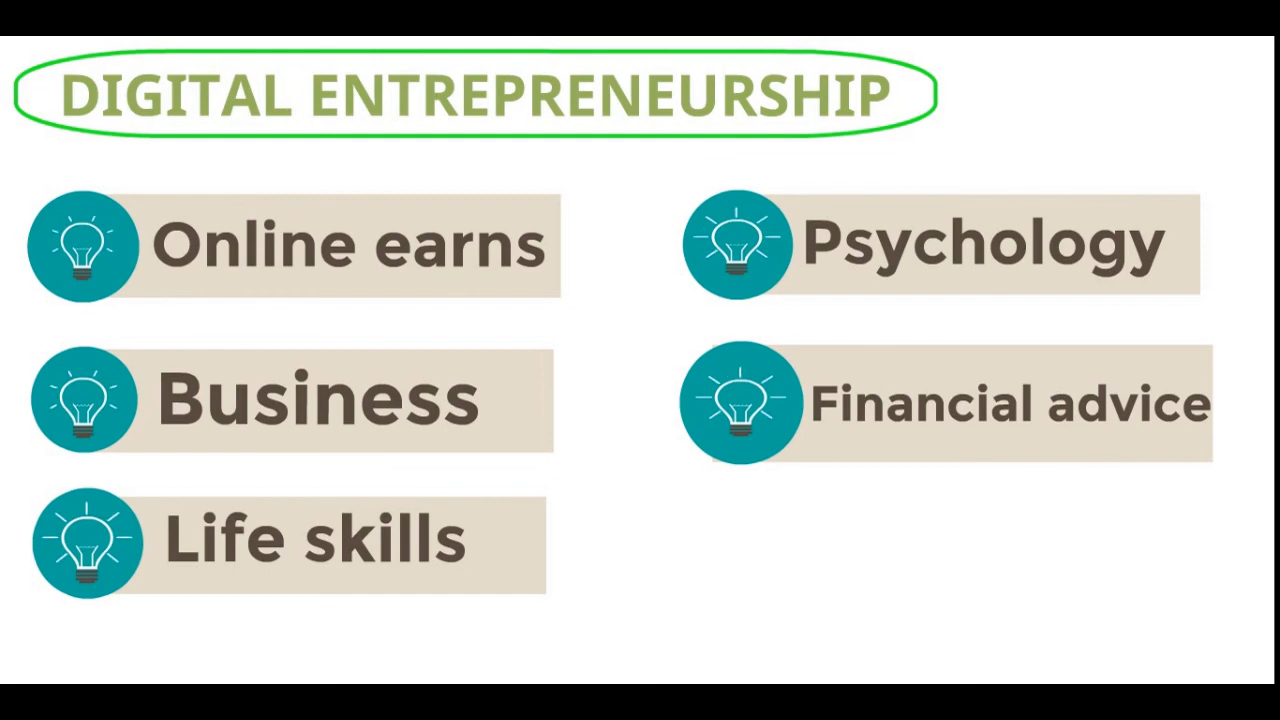 DIGITAL ENTREPRENEURSHIP
Online earns
Business
Life skills
Psychology
Financial advice